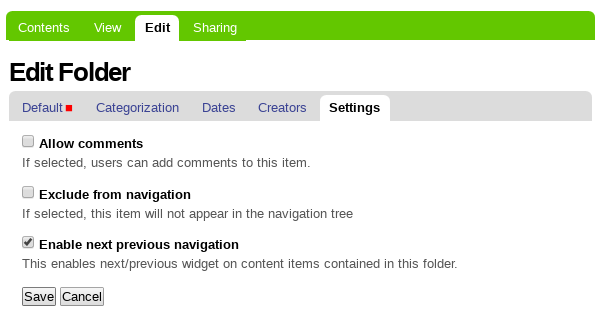 Contents View Edit Sharing
Edit Folder
Default Categorization Dates Creators Settings
Allow comments
If selected, users can add comments to this item.
Exclude from navigation
If selected, this item will not appear in the navigation tree
Enable next previous navigation
This enables next/previous widget on content items contained in this folder.
Save Cancel